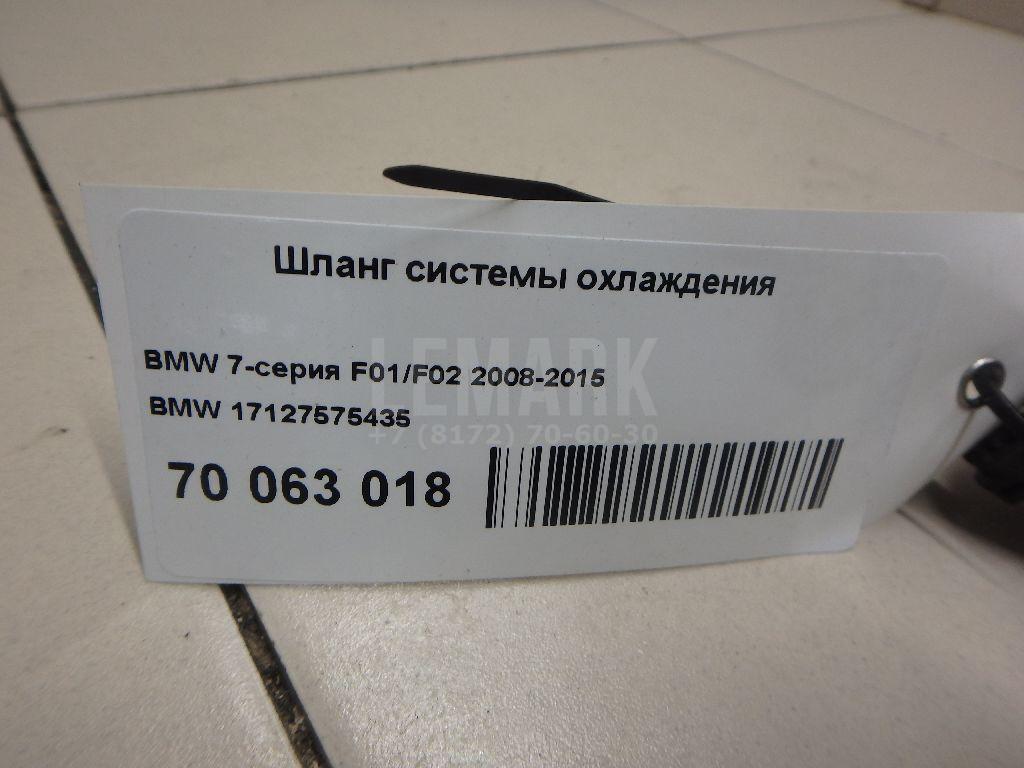 Шланг системы охлаждения
LEMARK
BMW 7-серия F01/F02 2008-2015
BMW 17127575435
+7 (8172) 70-60-30
70 063 018